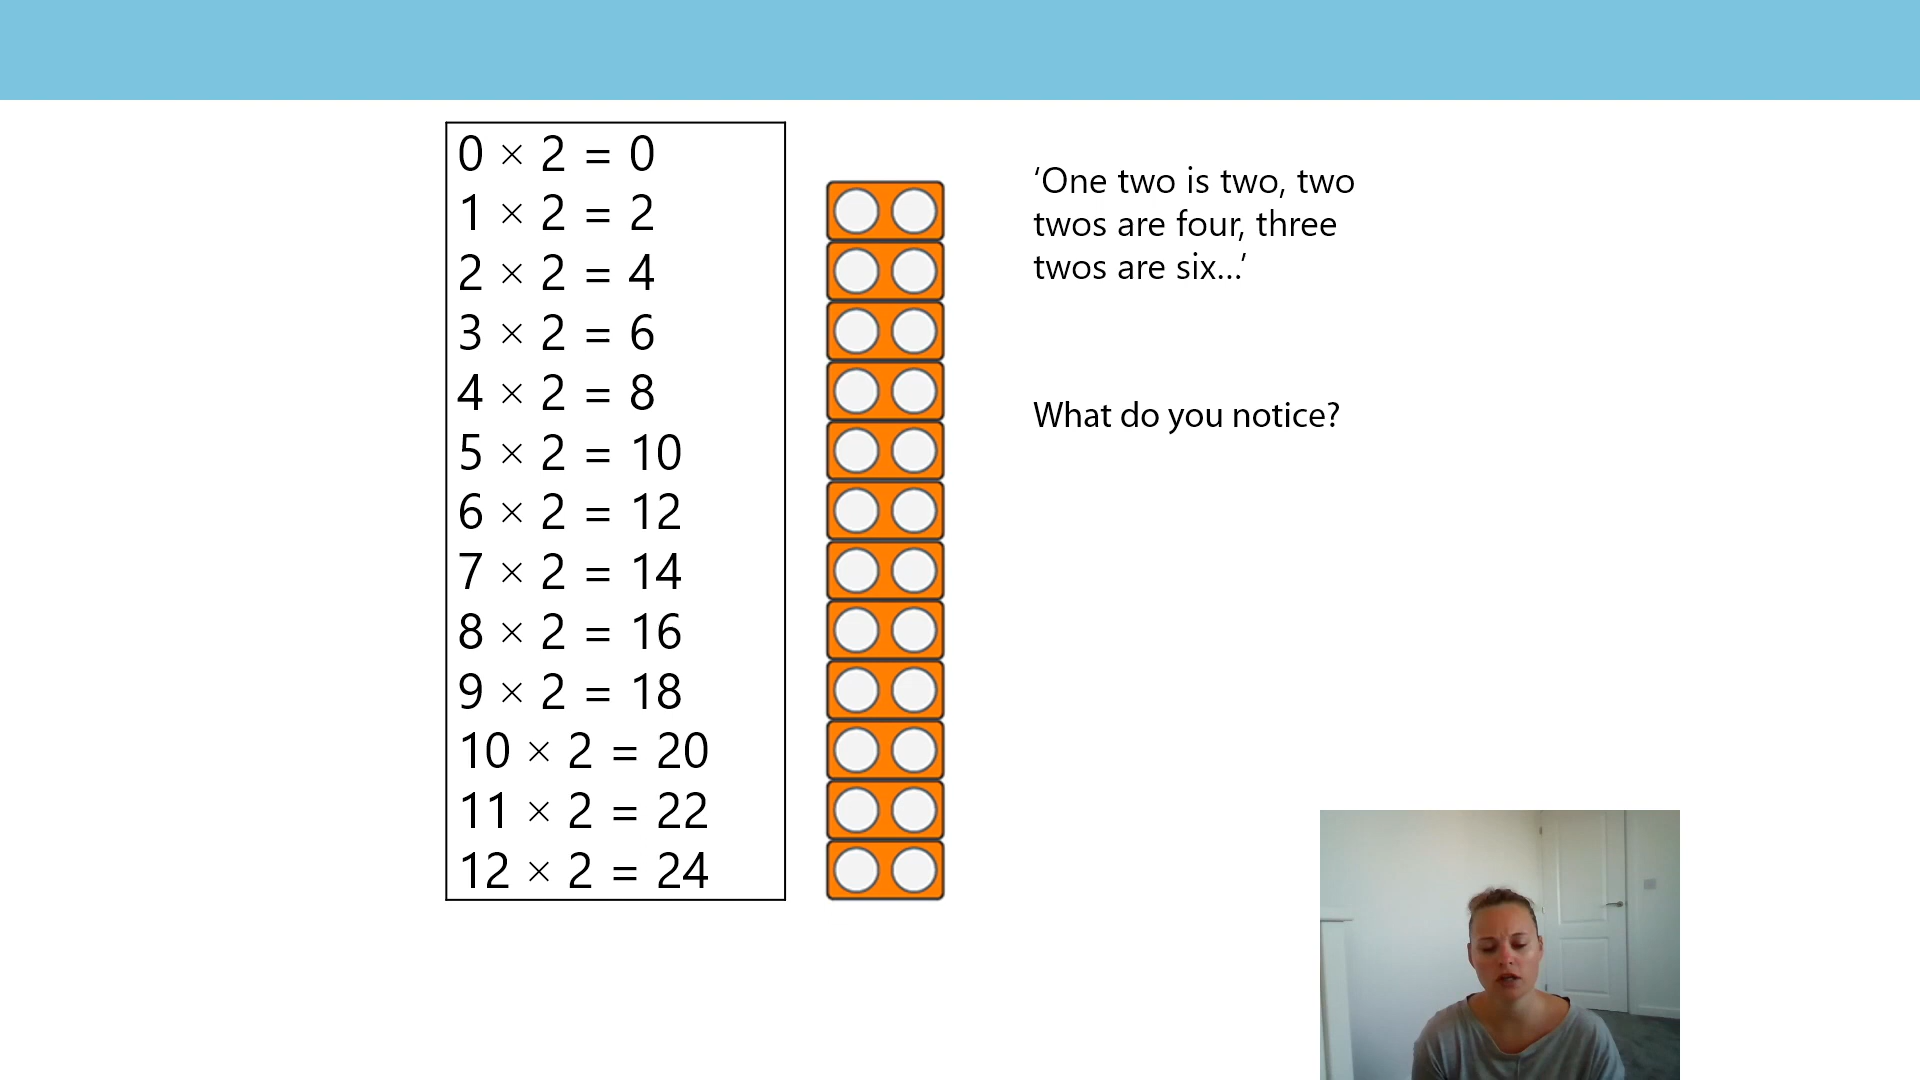 0 × 2 = 0
1 × 2 = 2
2 × 2 = 4
3 × 2 = 6
4 × 2 = 8
5 × 2 = 10
6 × 2 = 12
7 × 2 = 14
8 × 2 = 16
9 × 2 = 18
10 × 2 = 20
11 × 2 = 22
12 × 2 = 24
‘One two is two, two
twos are four, three
twos are six...’
What do you notice?